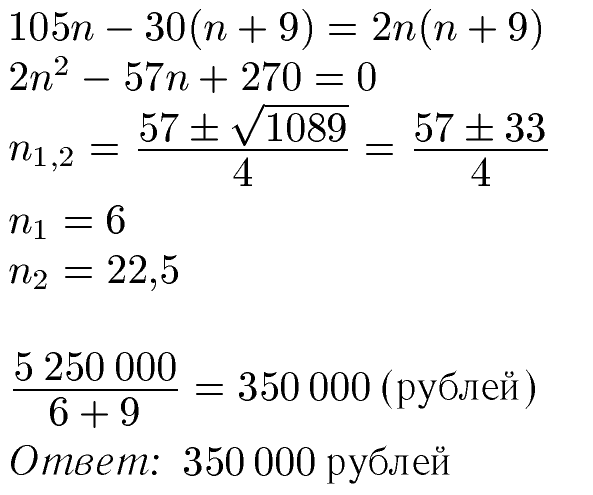 105n − 30(n + 9) = 2n(n + 9)
2n² − 57n + 270 = 0
n₁,₂ = (57 ± √1089)/4 = (57 ± 33)/4
n₁ = 6
n₂ = 22,5
5 250 000/(6 + 9) = 350 000 (рублей)
Ответ: 350 000 рублей